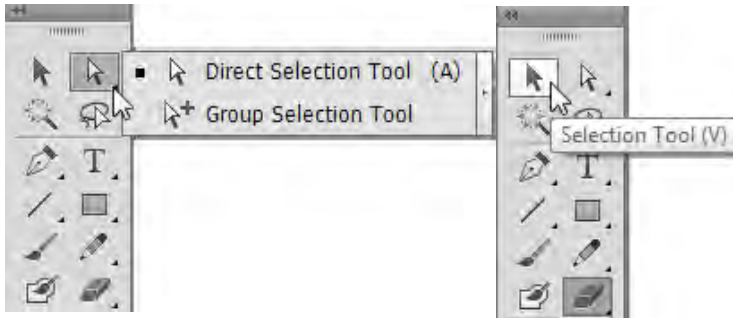 Direct Selection Tool (A)
Group Selection Tool
Selection Tool (V)
T
T